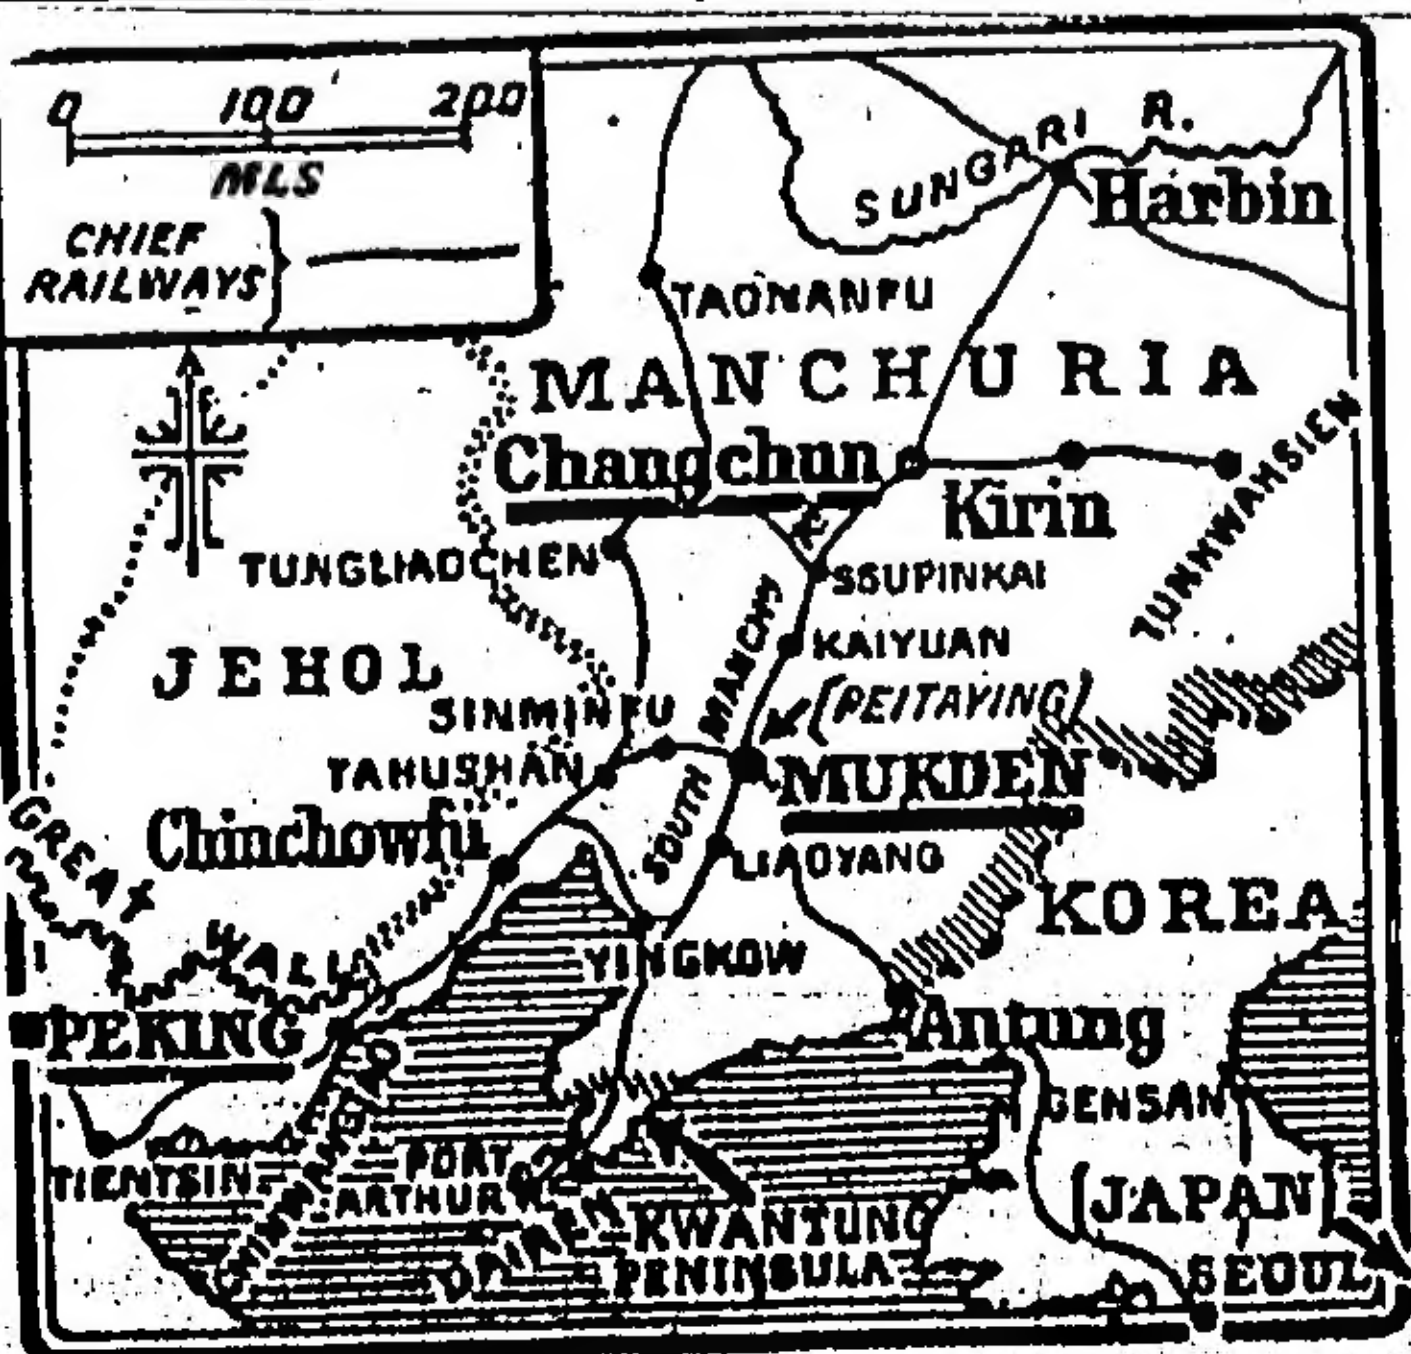 0 100 200
MLS
CHIEF
RAILWAYS
SUNGARI R.
Harbin
TAONANFU
MANCHURIA
Changchun
Kirin
TUNHWAHSIEN
TUNGLIAOCHEN
SSUPINKAI
KAIYUAN
JEHOL
SOUTH MANCH. R.
SINMINFU
(PEITAYING)
TAHUSHAN
MUKDEN
Chinchowfu
LIAOYANG
GREAT WALL
KOREA
YINGKOW
PEKING
Antung
GENSAN
TIENTSIN
CHINWANGTAO
PORT
ARTHUR
DAIREN
KWANTUNG
PENINSULA
(JAPAN)
SEOUL